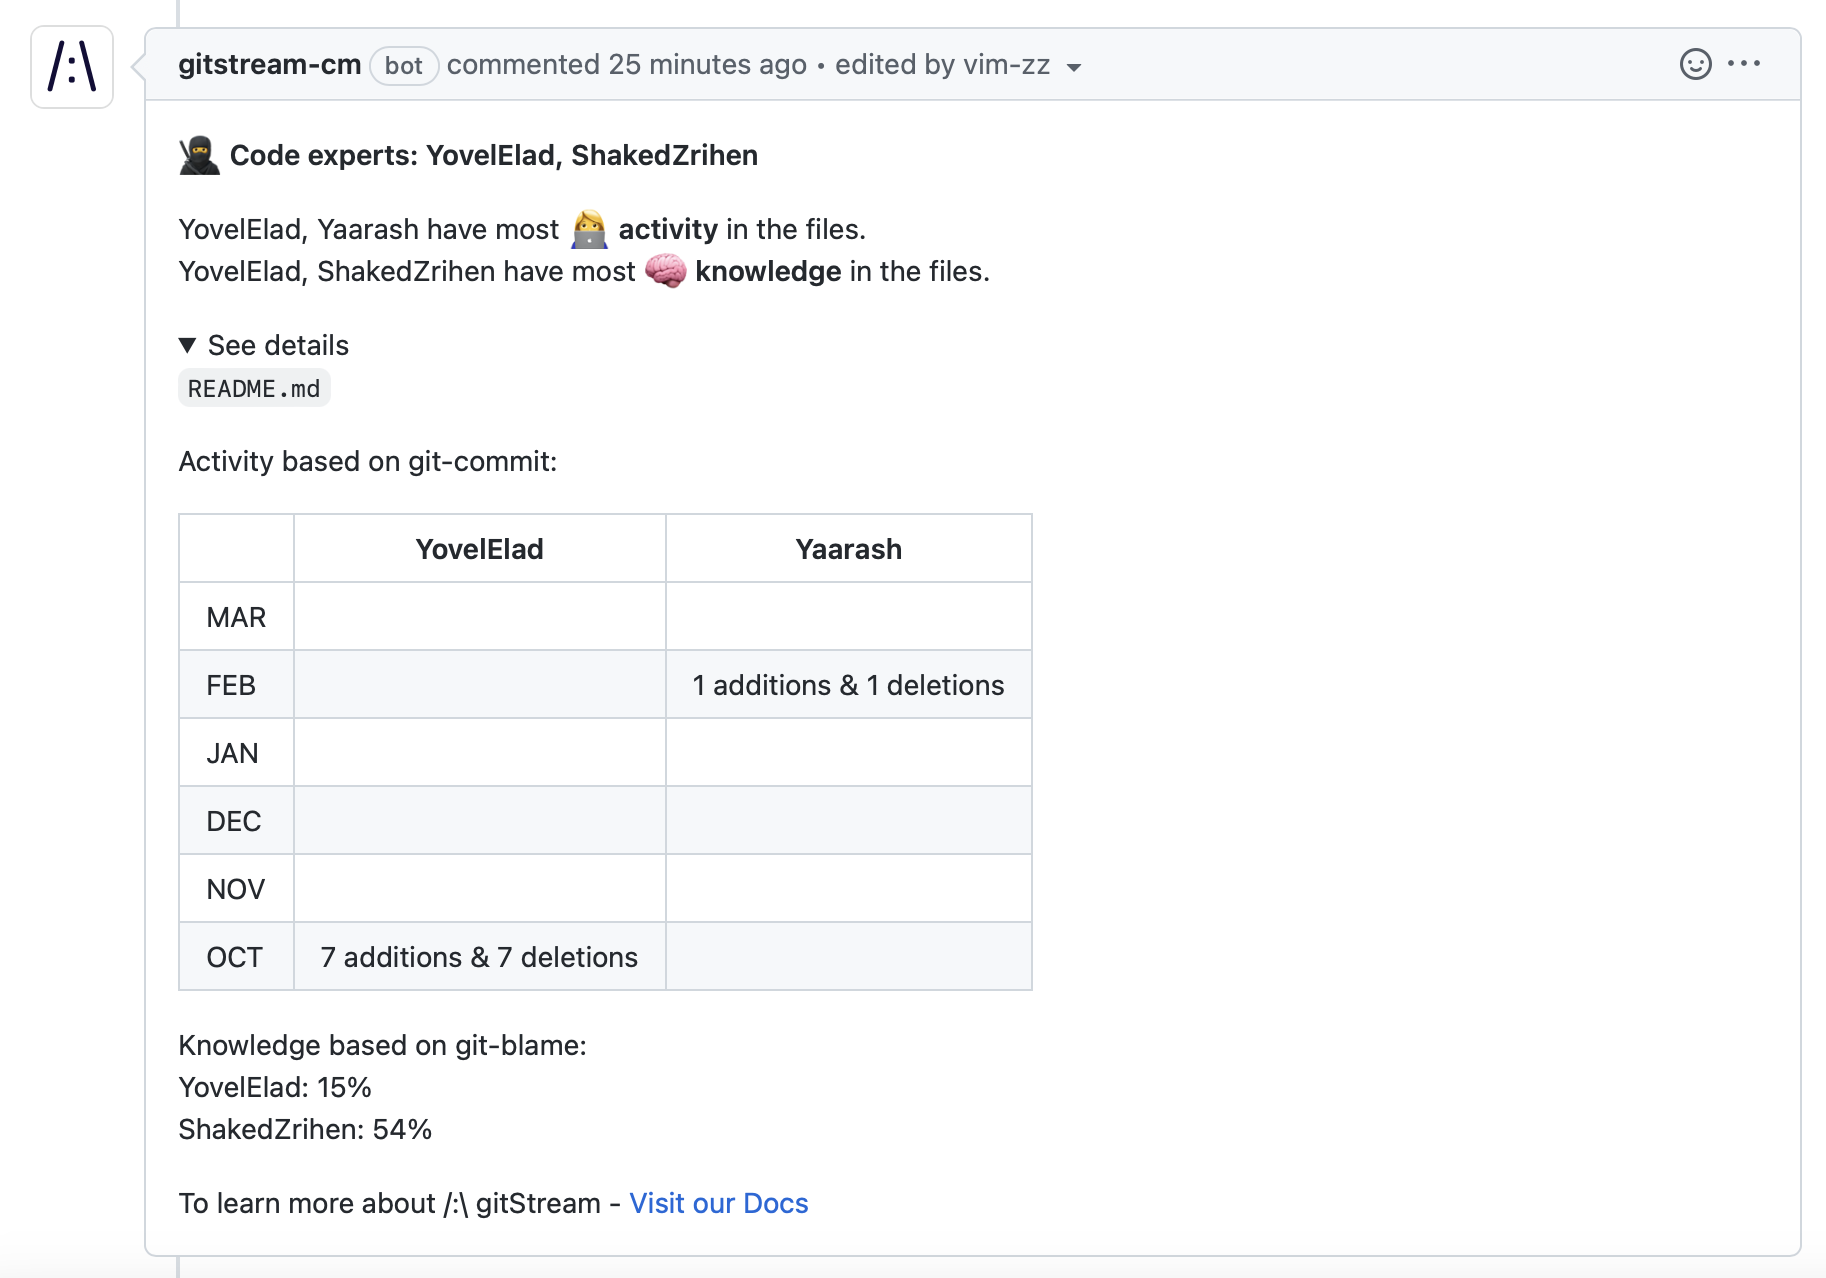 /:\
gitstream-cm bot commented 25 minutes ago • edited by vim-zz
Code experts: YovelElad, ShakedZrihen
YovelElad, Yaarash have most activity in the files.
YovelElad, ShakedZrihen have most knowledge in the files.
▼ See details
README.md
Activity based on git-commit:
YovelElad Yaarash
MAR
FEB 1 additions & 1 deletions
JAN
DEC
NOV
OCT 7 additions & 7 deletions
Knowledge based on git-blame:
YovelElad: 15%
ShakedZrihen: 54%
To learn more about /:\ gitStream - Visit our Docs